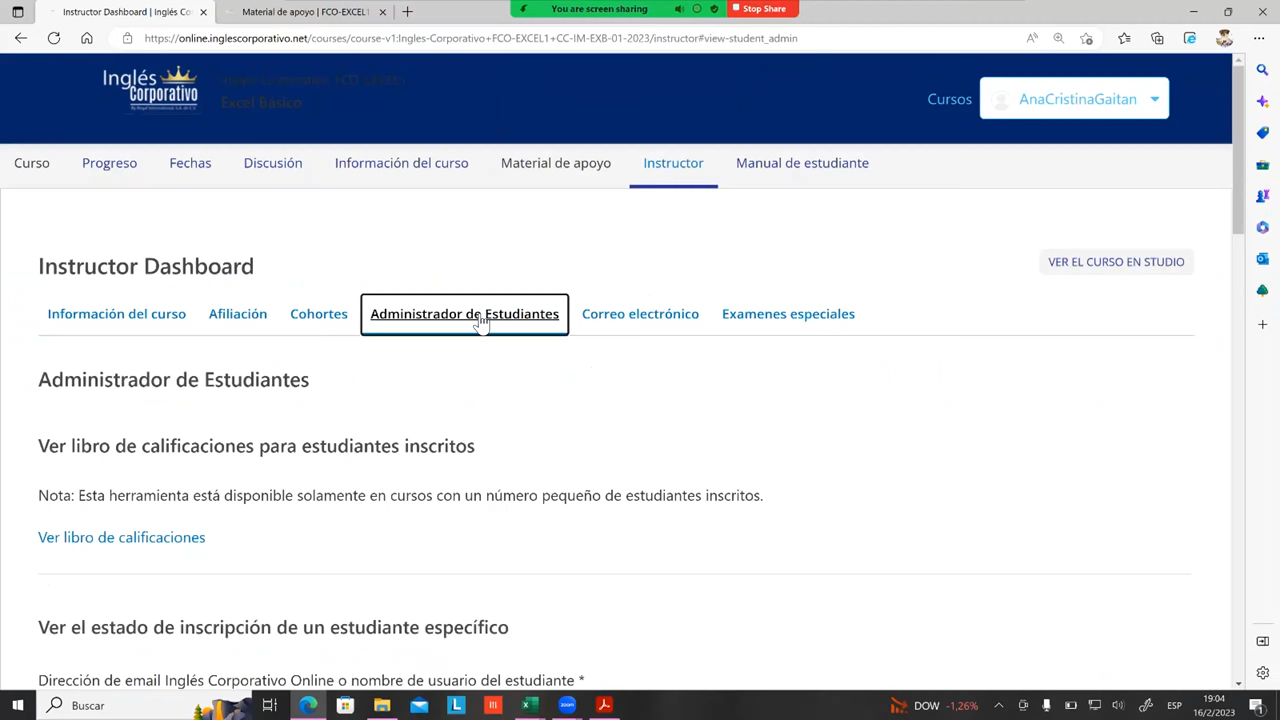 Instructor Dashboard | Inglés Co
Material de apoyo | FCO-EXCEL1
You are screen sharing
Stop Share
https://online.inglescorporativo.net/courses/course-v1:Ingles-Corporativo+FCO-EXCEL1+CC-IM-EXB-01-2023/instructor#view-student_admin
Inglés
Corporativo
Excel Básico
Cursos
AnaCristinaGaitan
Curso
Progreso
Fechas
Discusión
Información del curso
Material de apoyo
Instructor
Manual de estudiante
Instructor Dashboard
VER EL CURSO EN STUDIO
Información del curso
Afiliación
Cohortes
Administrador de Estudiantes
Correo electrónico
Examenes especiales
Administrador de Estudiantes
Ver libro de calificaciones para estudiantes inscritos
Nota: Esta herramienta está disponible solamente en cursos con un número pequeño de estudiantes inscritos.
Ver libro de calificaciones
Ver el estado de inscripción de un estudiante específico
Dirección de email Inglés Corporativo Online o nombre de usuario del estudiante *
Buscar
DOW -1,26%
ESP
19:04
16/2/2023